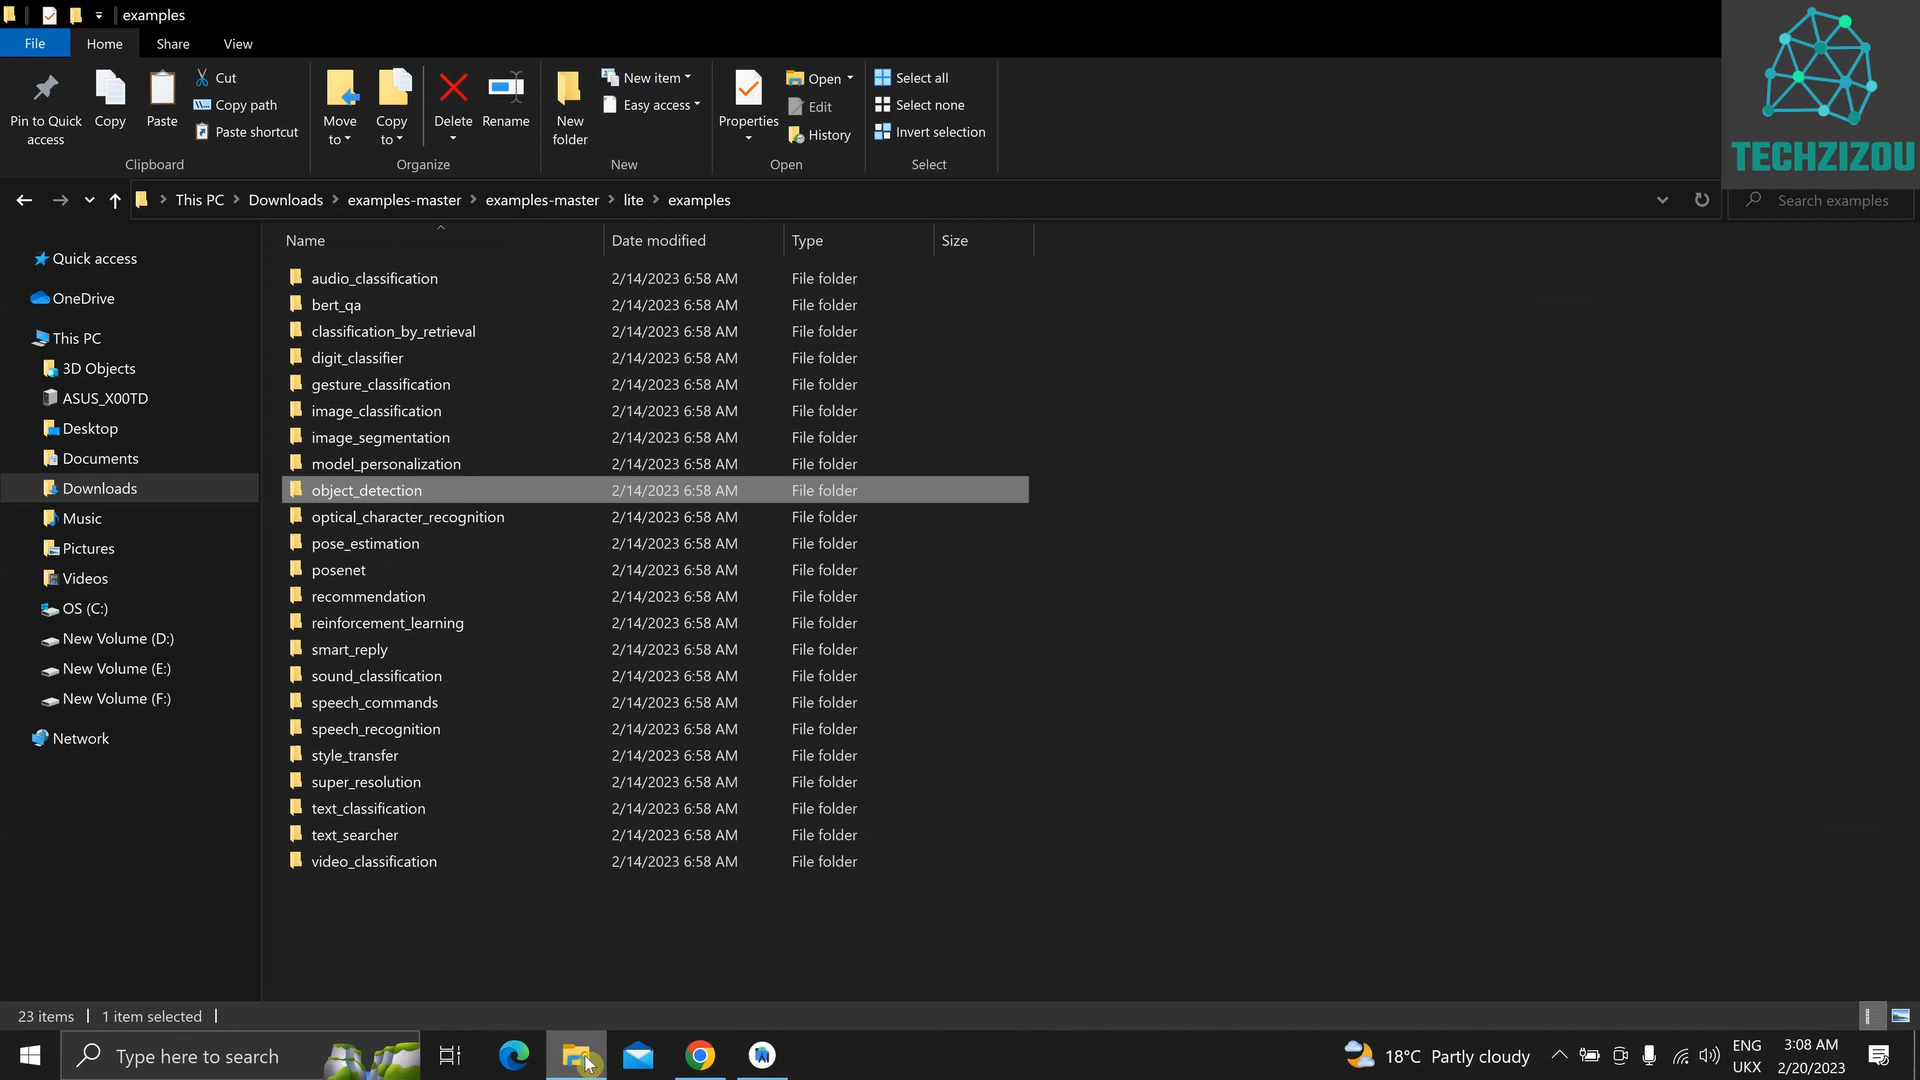 examples
File Home Share View
Pin to Quick access
Copy
Paste
Cut
Copy path
Paste shortcut
Clipboard
Move to
Copy to
Delete
Rename
Organize
New folder
New item
Easy access
New
Properties
Open
Edit
History
Open
Select all
Select none
Invert selection
Select
TECHZIZOU
This PC > Downloads > examples-master > examples-master > lite > examples
Search examples
Quick access
OneDrive
This PC
3D Objects
ASUS_X00TD
Desktop
Documents
Downloads
Music
Pictures
Videos
OS (C:)
New Volume (D:)
New Volume (E:)
New Volume (F:)
Network
Name Date modified Type Size
audio_classification 2/14/2023 6:58 AM File folder
bert_qa 2/14/2023 6:58 AM File folder
classification_by_retrieval 2/14/2023 6:58 AM File folder
digit_classifier 2/14/2023 6:58 AM File folder
gesture_classification 2/14/2023 6:58 AM File folder
image_classification 2/14/2023 6:58 AM File folder
image_segmentation 2/14/2023 6:58 AM File folder
model_personalization 2/14/2023 6:58 AM File folder
object_detection 2/14/2023 6:58 AM File folder
optical_character_recognition 2/14/2023 6:58 AM File folder
pose_estimation 2/14/2023 6:58 AM File folder
posenet 2/14/2023 6:58 AM File folder
recommendation 2/14/2023 6:58 AM File folder
reinforcement_learning 2/14/2023 6:58 AM File folder
smart_reply 2/14/2023 6:58 AM File folder
sound_classification 2/14/2023 6:58 AM File folder
speech_commands 2/14/2023 6:58 AM File folder
speech_recognition 2/14/2023 6:58 AM File folder
style_transfer 2/14/2023 6:58 AM File folder
super_resolution 2/14/2023 6:58 AM File folder
text_classification 2/14/2023 6:58 AM File folder
text_searcher 2/14/2023 6:58 AM File folder
video_classification 2/14/2023 6:58 AM File folder
23 items 1 item selected
Type here to search
18°C Partly cloudy
ENG
UKX
3:08 AM
2/20/2023